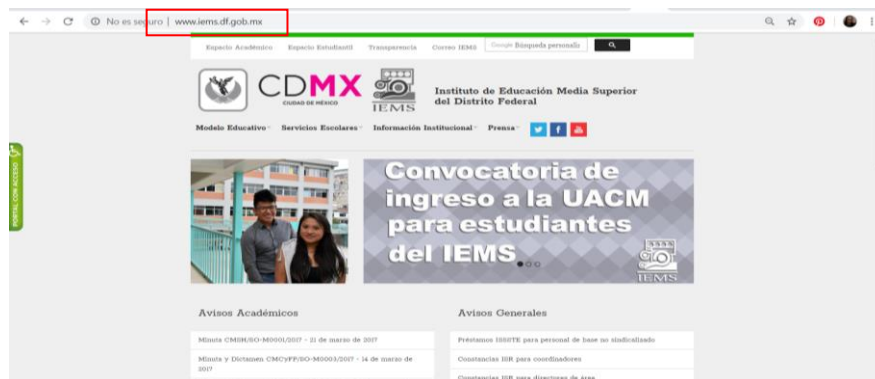 No es seguro | www.iems.df.gob.mx
Espacio Académico Espacio Estudiantil Transparencia Correo IEMS Google Búsqueda personaliz
CDMX
CIUDAD DE MÉXICO
IEMS
Instituto de Educación Media Superior
del Distrito Federal
Modelo Educativo Servicios Escolares Información Institucional Prensa
PORTAL CON ACCESO
Convocatoria de
ingreso a la UACM
para estudiantes
del IEMS
IEMS
Avisos Académicos
Minuta CMSH/SO-M0001/2017 - 21 de marzo de 2017
Minuta y Dictamen CMCyFP/SO-M0003/2017 - 14 de marzo de
2017
Avisos Generales
Préstamos ISSSTE para personal de base no sindicalizado
Constancias ISR para coordinadores
Constancias ISR para directores de área